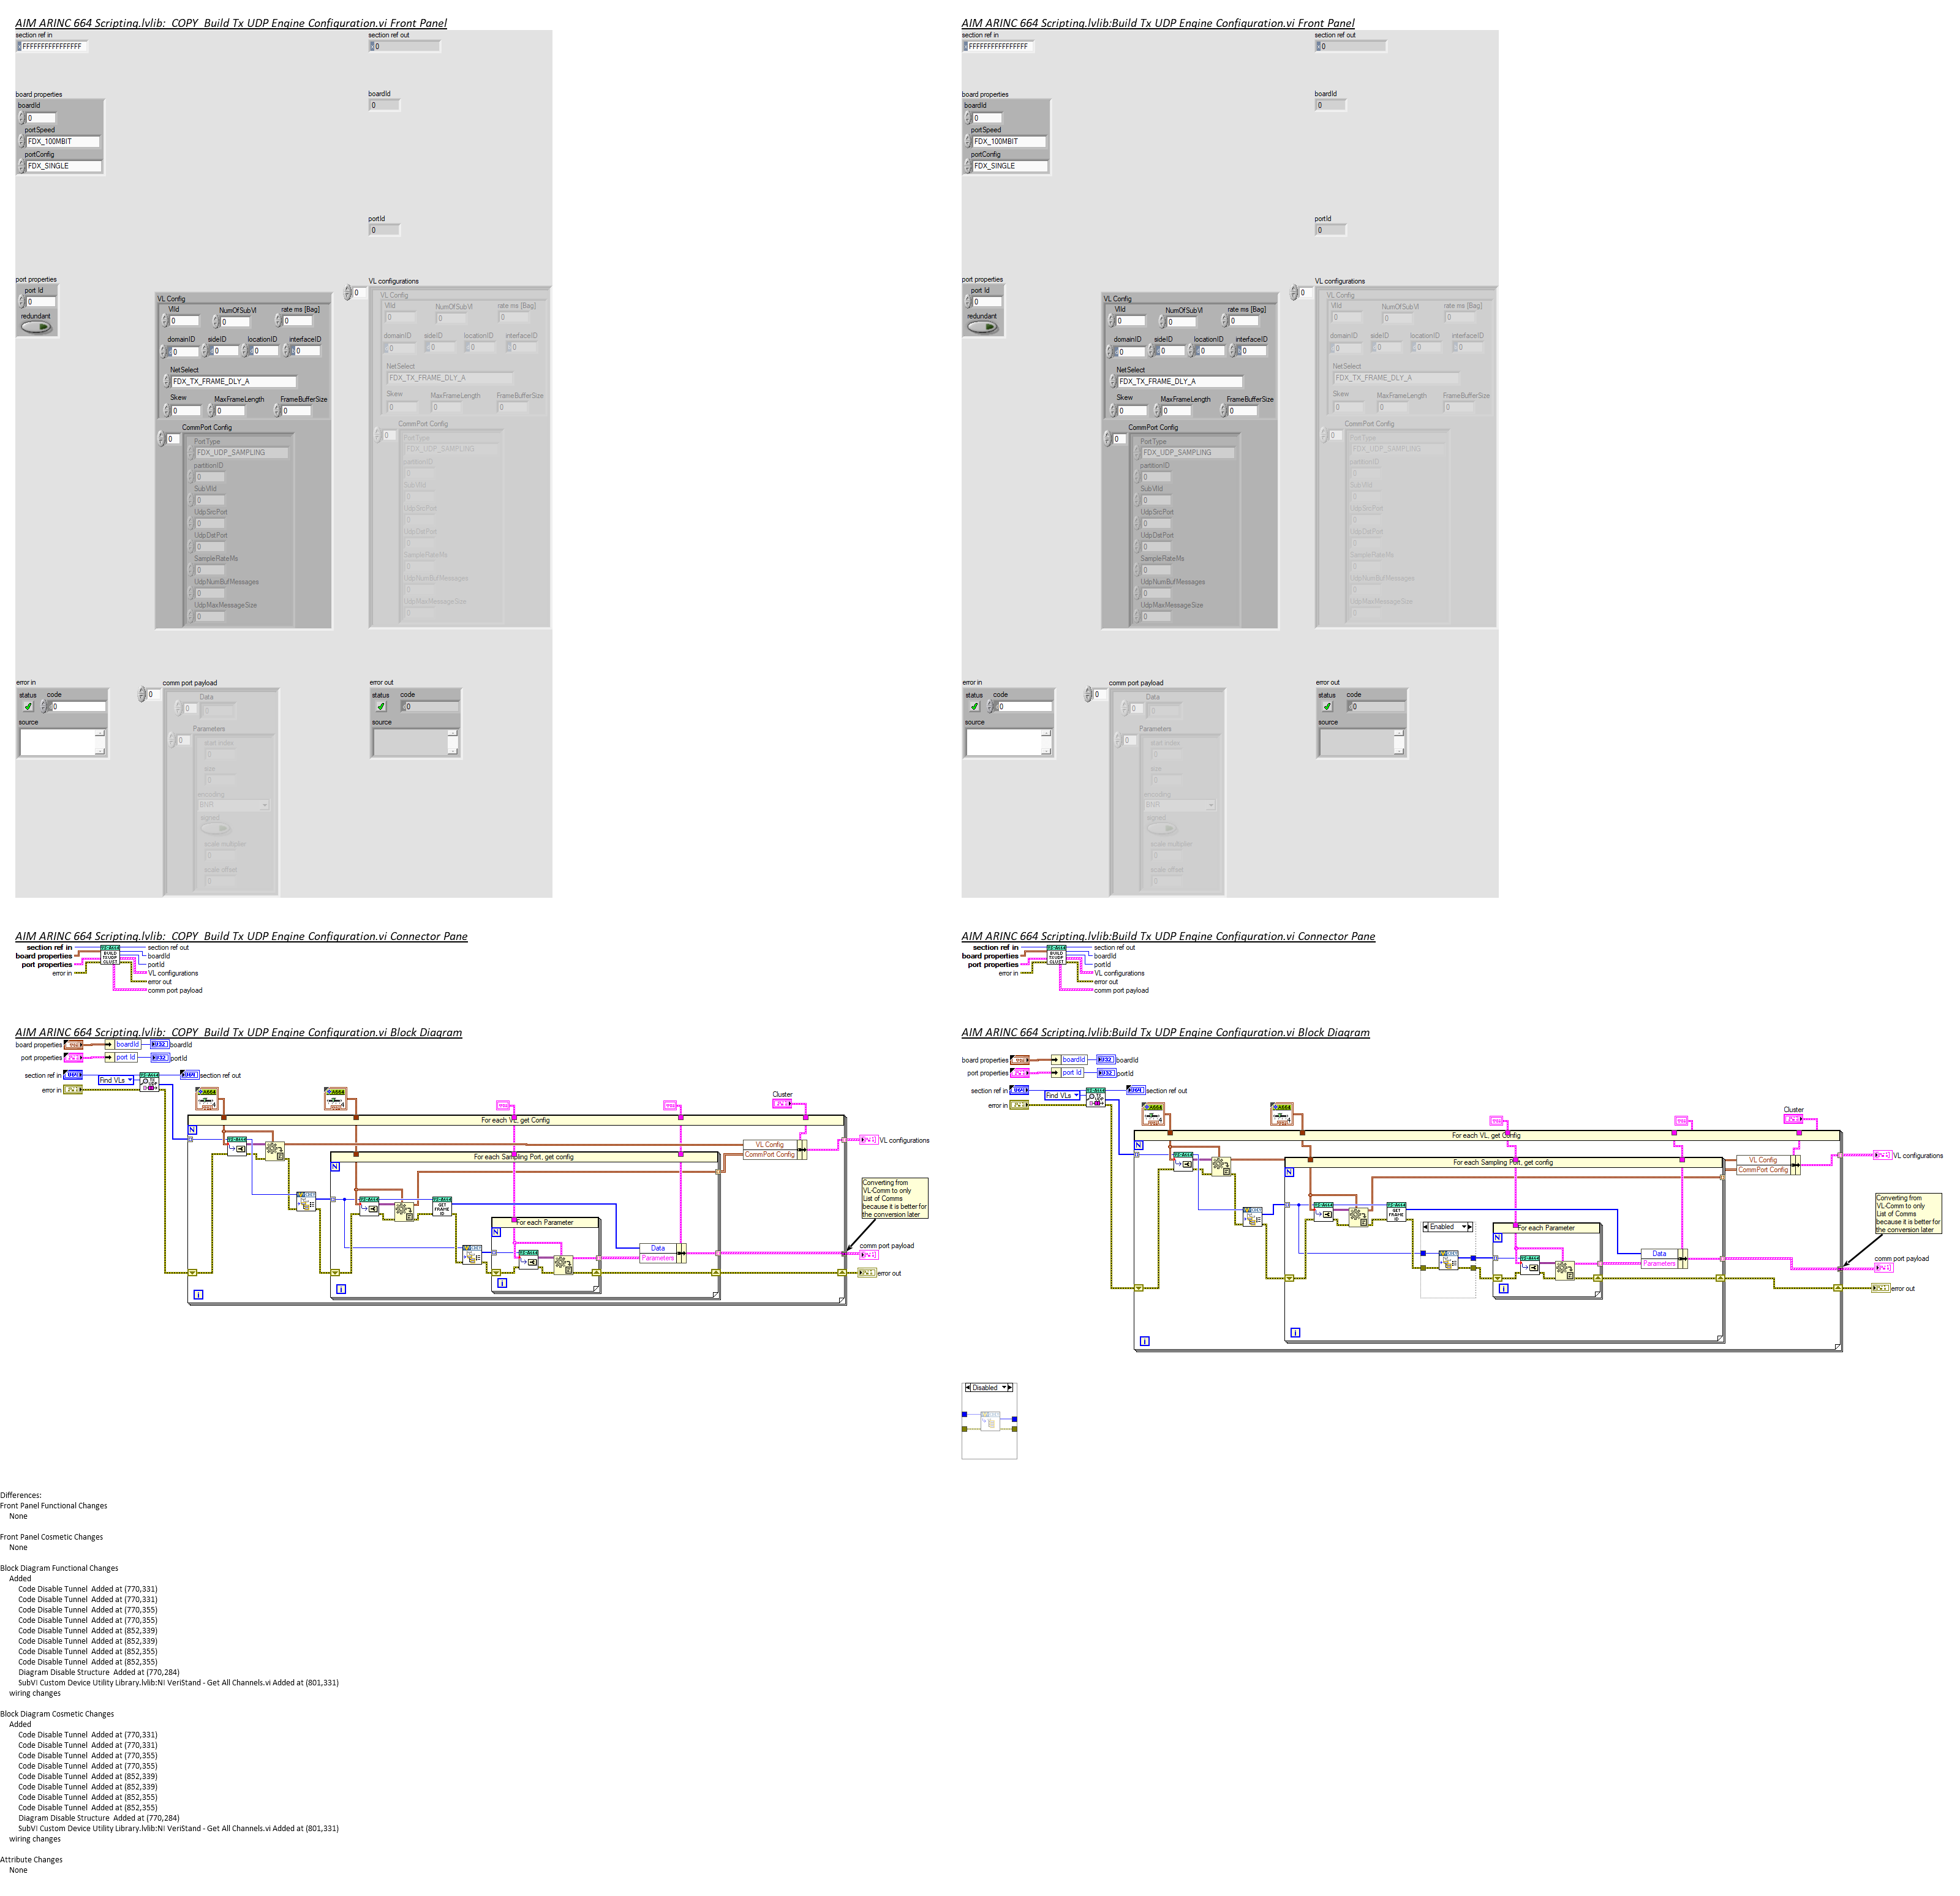 AIM ARINC 664 Scripting.lvlib:_COPY_Build Tx UDP Engine Configuration.vi Front Panel
section ref in
FFFFFFFFFFFFFFFF
section ref out
0
board properties
boardId
0
portSpeed
FDX_100MBIT
portConfig
FDX_SINGLE
boardId
0
portId
0
port properties
port Id
0
redundant
VL Config
VlId
NumOfSubVl
rate ms [Bag]
0
0
0
domainID
sideID
locationID
interfaceID
0
0
0
0
NetSelect
FDX_TX_FRAME_DLY_A
Skew
MaxFrameLength
FrameBufferSize
0
0
0
CommPort Config
0
PortType
FDX_UDP_SAMPLING
partitionID
0
SubVlId
0
UdpSrcPort
0
UdpDstPort
0
SampleRateMs
0
UdpNumBufMessages
0
UdpMaxMessageSize
0
VL configurations
0
VL Config
VlId
NumOfSubVl
rate ms [Bag]
0
0
0
domainID
sideID
locationID
interfaceID
0
0
0
0
NetSelect
FDX_TX_FRAME_DLY_A
Skew
MaxFrameLength
FrameBufferSize
0
0
0
CommPort Config
0
PortType
FDX_UDP_SAMPLING
partitionID
0
SubVlId
0
UdpSrcPort
0
UdpDstPort
0
SampleRateMs
0
UdpNumBufMessages
0
UdpMaxMessageSize
0
error in
status
code
0
source
comm port payload
0
Data
0
0
Parameters
0
start index
0
size
0
encoding
BNR
signed
scale multiplier
0
scale offset
0
error out
status
code
0
source
AIM ARINC 664 Scripting.lvlib:Build Tx UDP Engine Configuration.vi Front Panel
section ref in
FFFFFFFFFFFFFFFF
section ref out
0
board properties
boardId
0
portSpeed
FDX_100MBIT
portConfig
FDX_SINGLE
boardId
0
portId
0
port properties
port Id
0
redundant
VL Config
VlId
NumOfSubVl
rate ms [Bag]
0
0
0
domainID
sideID
locationID
interfaceID
0
0
0
0
NetSelect
FDX_TX_FRAME_DLY_A
Skew
MaxFrameLength
FrameBufferSize
0
0
0
CommPort Config
0
PortType
FDX_UDP_SAMPLING
partitionID
0
SubVlId
0
UdpSrcPort
0
UdpDstPort
0
SampleRateMs
0
UdpNumBufMessages
0
UdpMaxMessageSize
0
VL configurations
0
VL Config
VlId
NumOfSubVl
rate ms [Bag]
0
0
0
domainID
sideID
locationID
interfaceID
0
0
0
0
NetSelect
FDX_TX_FRAME_DLY_A
Skew
MaxFrameLength
FrameBufferSize
0
0
0
CommPort Config
0
PortType
FDX_UDP_SAMPLING
partitionID
0
SubVlId
0
UdpSrcPort
0
UdpDstPort
0
SampleRateMs
0
UdpNumBufMessages
0
UdpMaxMessageSize
0
error in
status
code
0
source
comm port payload
0
Data
0
0
Parameters
0
start index
0
size
0
encoding
BNR
signed
scale multiplier
0
scale offset
0
error out
status
code
0
source
AIM ARINC 664 Scripting.lvlib:_COPY_Build Tx UDP Engine Configuration.vi Connector Pane
section ref in
board properties
port properties
error in
BUILD
TX UDP
CLUST
section ref out
boardId
portId
VL configurations
error out
comm port payload
AIM ARINC 664 Scripting.lvlib:Build Tx UDP Engine Configuration.vi Connector Pane
section ref in
board properties
port properties
error in
BUILD
TX UDP
CLUST
section ref out
boardId
portId
VL configurations
error out
comm port payload
AIM ARINC 664 Scripting.lvlib:_COPY_Build Tx UDP Engine Configuration.vi Block Diagram
board properties
boardId
U32
boardId
port properties
port Id
U32
portId
section ref in
U64
Find VLs
U64
section ref out
error in
A664
A664
Cluster
For each VL, get Config
N
VL Config
CommPort Config
VL configurations
For each Sampling Port, get config
N
GET
FRAME
ID
For each Parameter
N
i
Data
Parameters
Converting from
VL-Comm to only
List of Comms
because it is better for
the conversion later
comm port payload
error out
i
i
AIM ARINC 664 Scripting.lvlib:Build Tx UDP Engine Configuration.vi Block Diagram
board properties
boardId
U32
boardId
port properties
port Id
U32
portId
section ref in
U64
Find VLs
U64
section ref out
error in
A664
A664
Cluster
For each VL, get Config
N
VL Config
CommPort Config
VL configurations
For each Sampling Port, get config
N
GET
FRAME
ID
Enabled
For each Parameter
N
i
Data
Parameters
Converting from
VL-Comm to only
List of Comms
because it is better for
the conversion later
comm port payload
error out
i
i
Disabled
Differences:
Front Panel Functional Changes
None
Front Panel Cosmetic Changes
None
Block Diagram Functional Changes
Added
Code Disable Tunnel  Added at (770,331)
Code Disable Tunnel  Added at (770,331)
Code Disable Tunnel  Added at (770,355)
Code Disable Tunnel  Added at (770,355)
Code Disable Tunnel  Added at (852,339)
Code Disable Tunnel  Added at (852,339)
Code Disable Tunnel  Added at (852,355)
Code Disable Tunnel  Added at (852,355)
Diagram Disable Structure  Added at (770,284)
SubVI Custom Device Utility Library.lvlib:NI VeriStand - Get All Channels.vi Added at (801,331)
wiring changes
Block Diagram Cosmetic Changes
Added
Code Disable Tunnel  Added at (770,331)
Code Disable Tunnel  Added at (770,331)
Code Disable Tunnel  Added at (770,355)
Code Disable Tunnel  Added at (770,355)
Code Disable Tunnel  Added at (852,339)
Code Disable Tunnel  Added at (852,339)
Code Disable Tunnel  Added at (852,355)
Code Disable Tunnel  Added at (852,355)
Diagram Disable Structure  Added at (770,284)
SubVI Custom Device Utility Library.lvlib:NI VeriStand - Get All Channels.vi Added at (801,331)
wiring changes
Attribute Changes
None